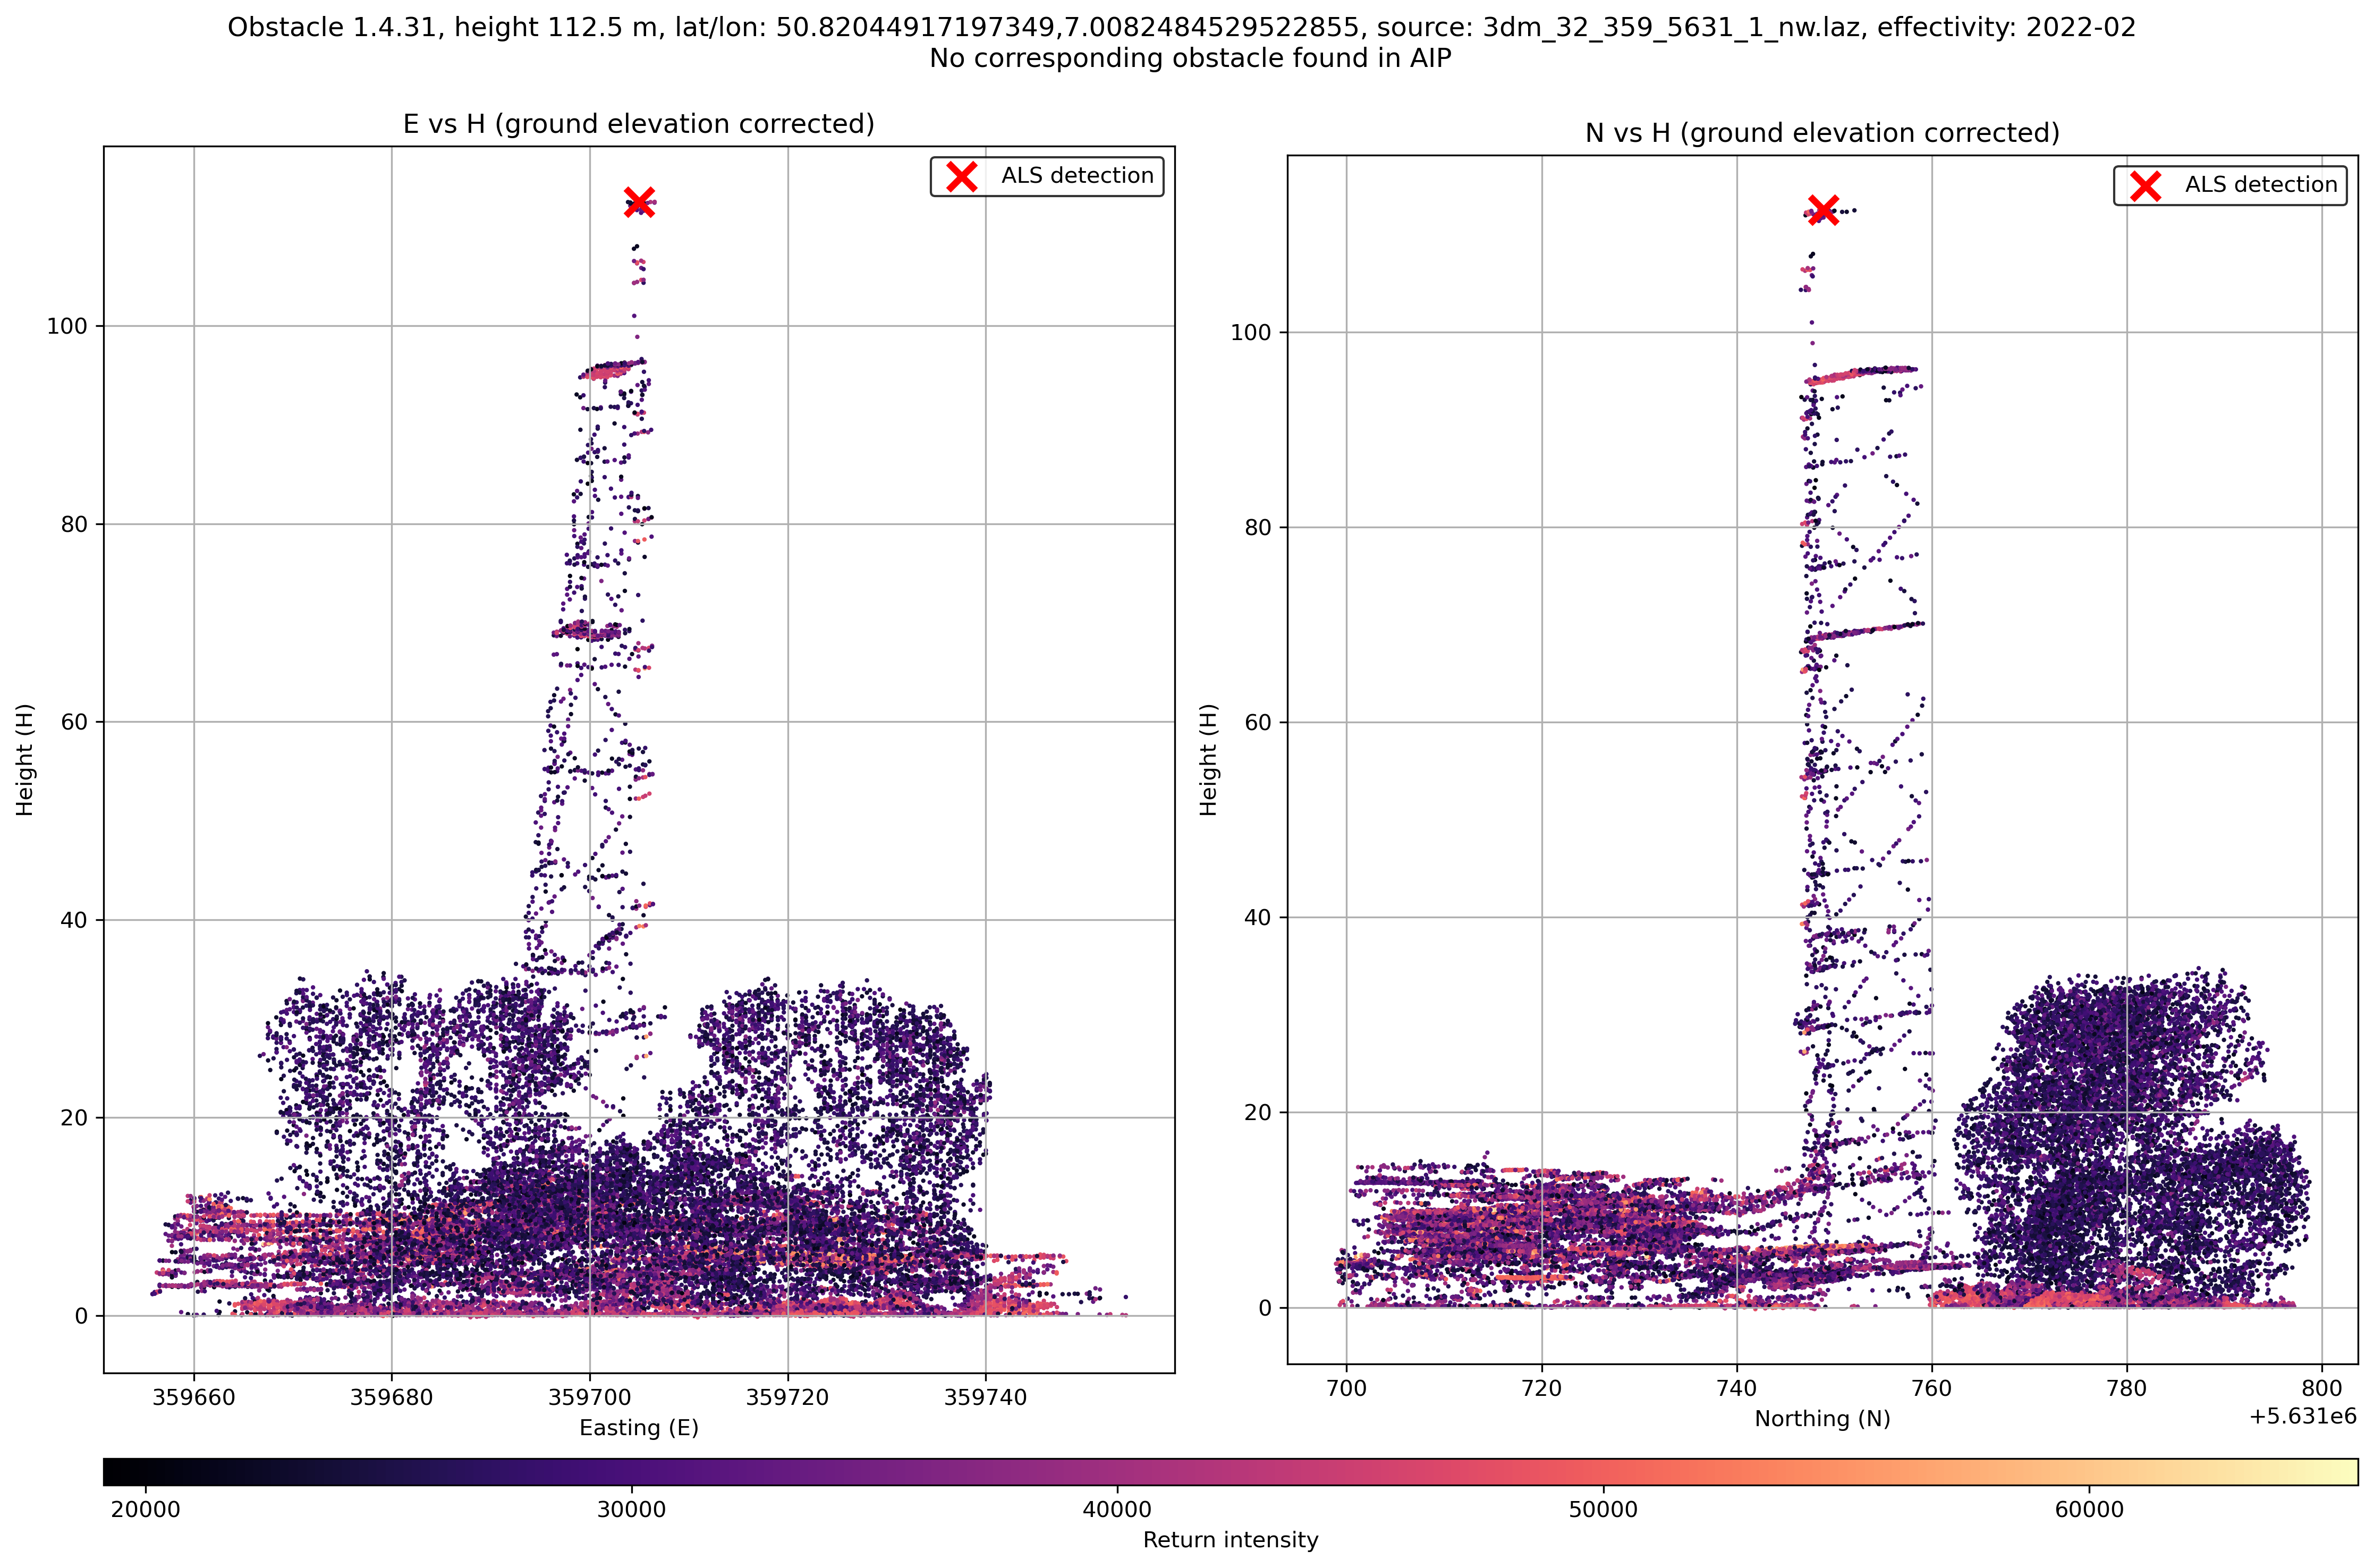 Obstacle 1.4.31, height 112.5 m, lat/lon: 50.82044917197349,7.0082484529522855, source: 3dm_32_359_5631_1_nw.laz, effectivity: 2022-02
No corresponding obstacle found in AIP
E vs H (ground elevation corrected)
ALS detection
Height (H)
100
80
60
40
20
0
359660
359680
359700
359720
359740
Easting (E)
N vs H (ground elevation corrected)
ALS detection
Height (H)
100
80
60
40
20
0
700
720
740
760
780
800
+5.631e6
Northing (N)
20000
30000
40000
50000
60000
Return intensity